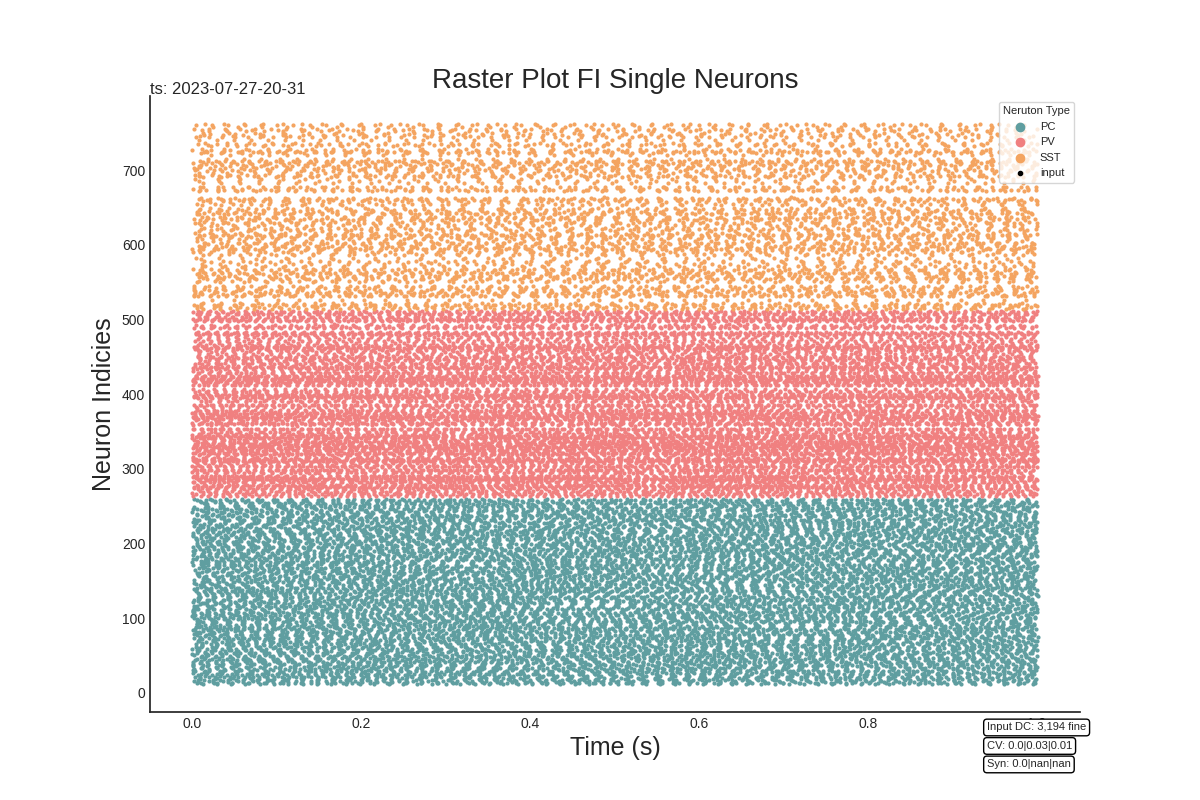 Raster Plot FI Single Neurons
ts: 2023-07-27-20-31
Neruton Type
PC
PV
SST
input
Neuron Indicies
700
600
500
400
300
200
100
0
0.0 0.2 0.4 0.6 0.8
Time (s)
Input DC: 3,194 fine
CV: 0.0|0.03|0.01
Syn: 0.0|nan|nan